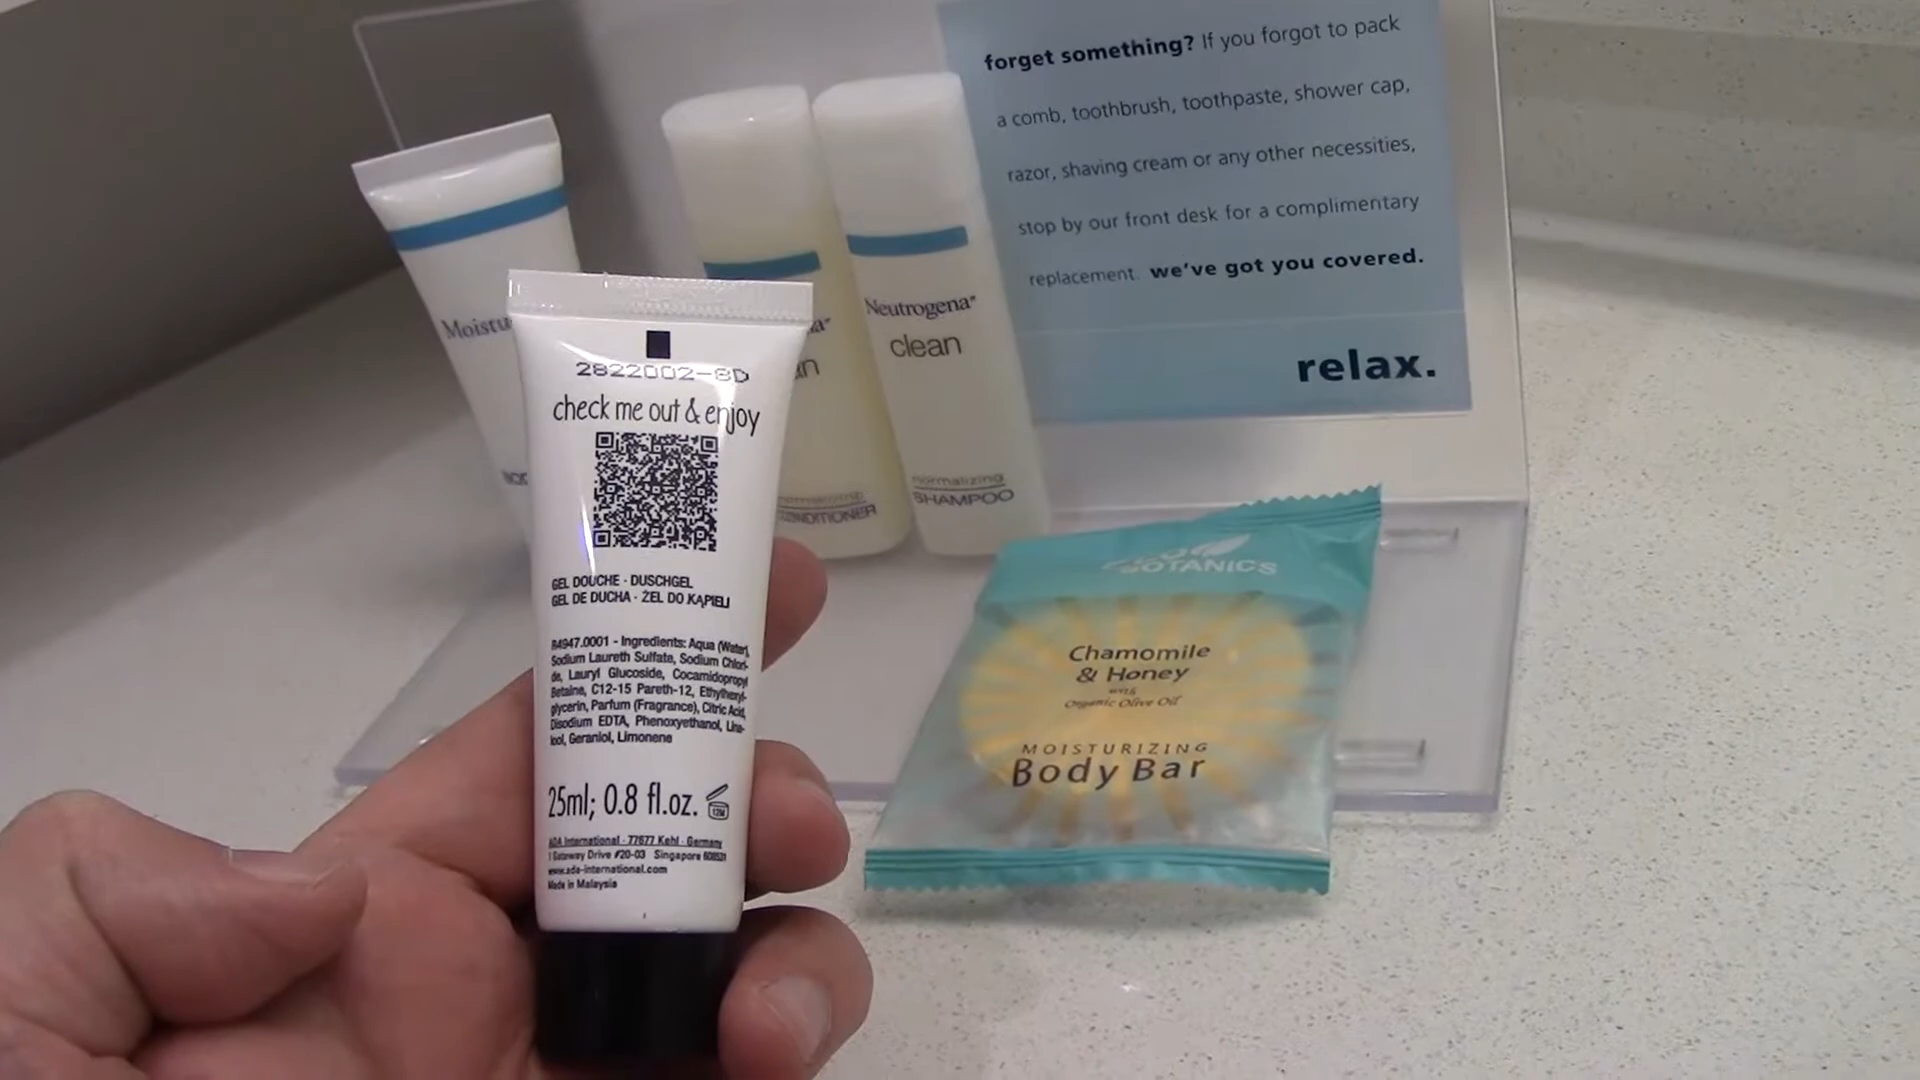 forget something? If you forgot to pack
a comb, toothbrush, toothpaste, shower cap,
razor, shaving cream or any other necessities,
stop by our front desk for a complimentary
replacement. we've got you covered.
relax.
Neutrogena®
clean
normalizing
SHAMPOO
CONDITIONER
2822002-8D
check me out & enjoy
GEL DOUCHE · DUSCHGEL
GEL DE DUCHA · ŻEL DO KĄPIELI
R4947.0001 - Ingredients: Aqua (Water),
Sodium Laureth Sulfate, Sodium Chlori-
de, Lauryl Glucoside, Cocamidopropyl
Betaine, C12-15 Pareth-12, Ethylhexyl-
glycerin, Parfum (Fragrance), Citric Acid,
Disodium EDTA, Phenoxyethanol, Lina-
lool, Geraniol, Limonene
25ml; 0.8 fl.oz.
12M
ADA International · 77677 Kehl · Germany
1 Gateway Drive #20-03 Singapore 608531
www.ada-international.com
Made in Malaysia
BOTANICS
Chamomile
& Honey
with
Organic Olive Oil
MOISTURIZING
Body Bar